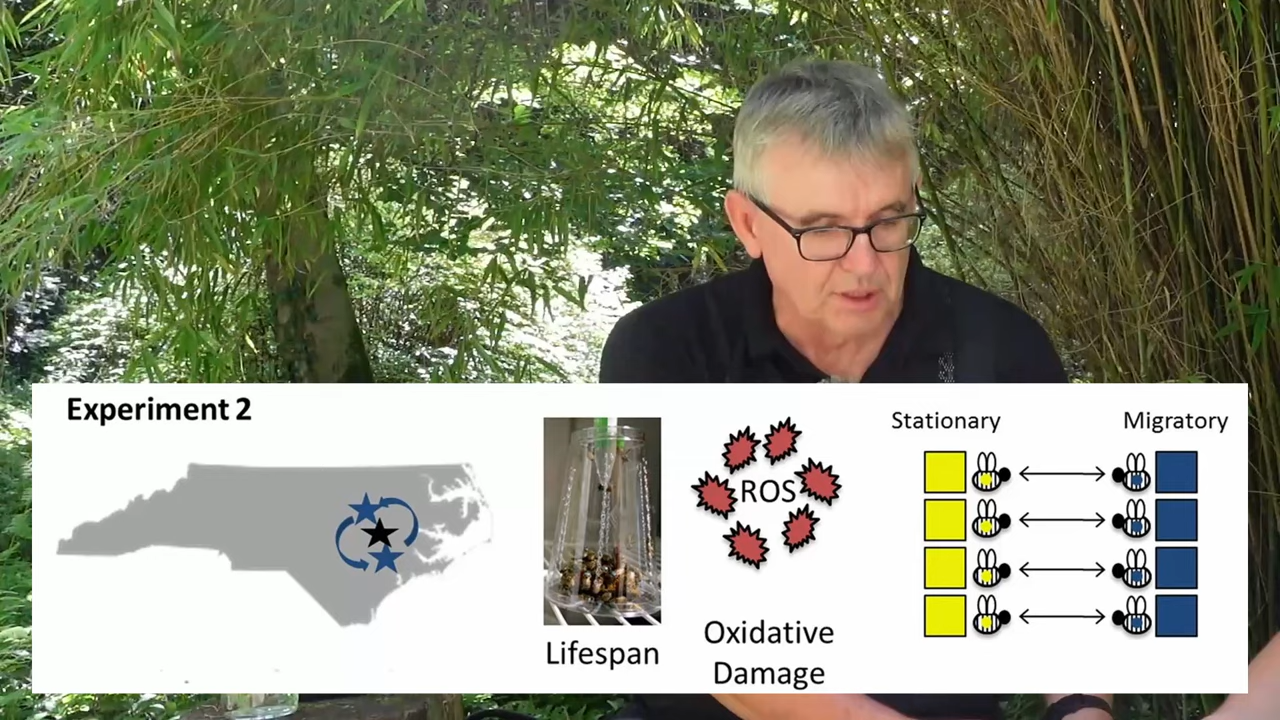 Experiment 2
Stationary
Migratory
ROS
Lifespan
Oxidative
Damage